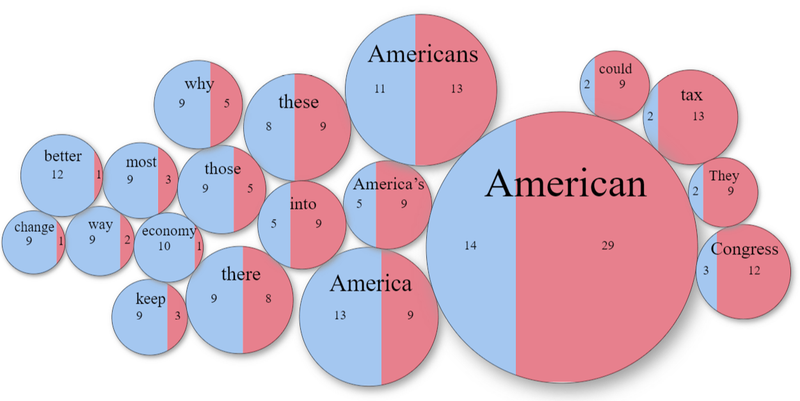 Americans
11 13
could
2 9
why
9 5
tax
2 13
these
8 9
better
12 1
most
9 3
those
9 5
America's
5 9
American
14 29
They
2 9
into
5 9
change
9 1
way
9 2
economy
10 1
Congress
3 12
there
9 8
America
13 9
keep
9 3